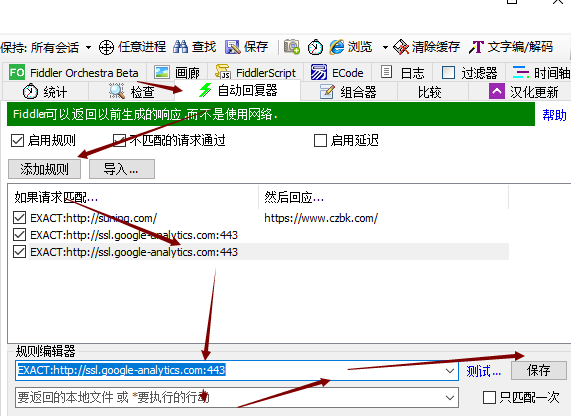 保持: 所有会话 任意进程 查找 保存 浏览 清除缓存 文字编/解码
FO Fiddler Orchestra Beta 画廊 JS FiddlerScript ECode 日志 过滤器 时间轴
统计 检查 自动回复器 组合器 比较 A 汉化更新
Fiddler可以返回以前生成的响应,而不是使用网络. 帮助
启用规则 不匹配的请求通过 启用延迟
添加规则 导入...
如果请求匹配... 然后回应...
EXACT:http://suning.com/ https://www.czbk.com/
EXACT:http://ssl.google-analytics.com:443
EXACT:http://ssl.google-analytics.com:443
规则编辑器
EXACT:http://ssl.google-analytics.com:443 测试... 保存
要返回的本地文件 或 *要执行的行动 只匹配一次